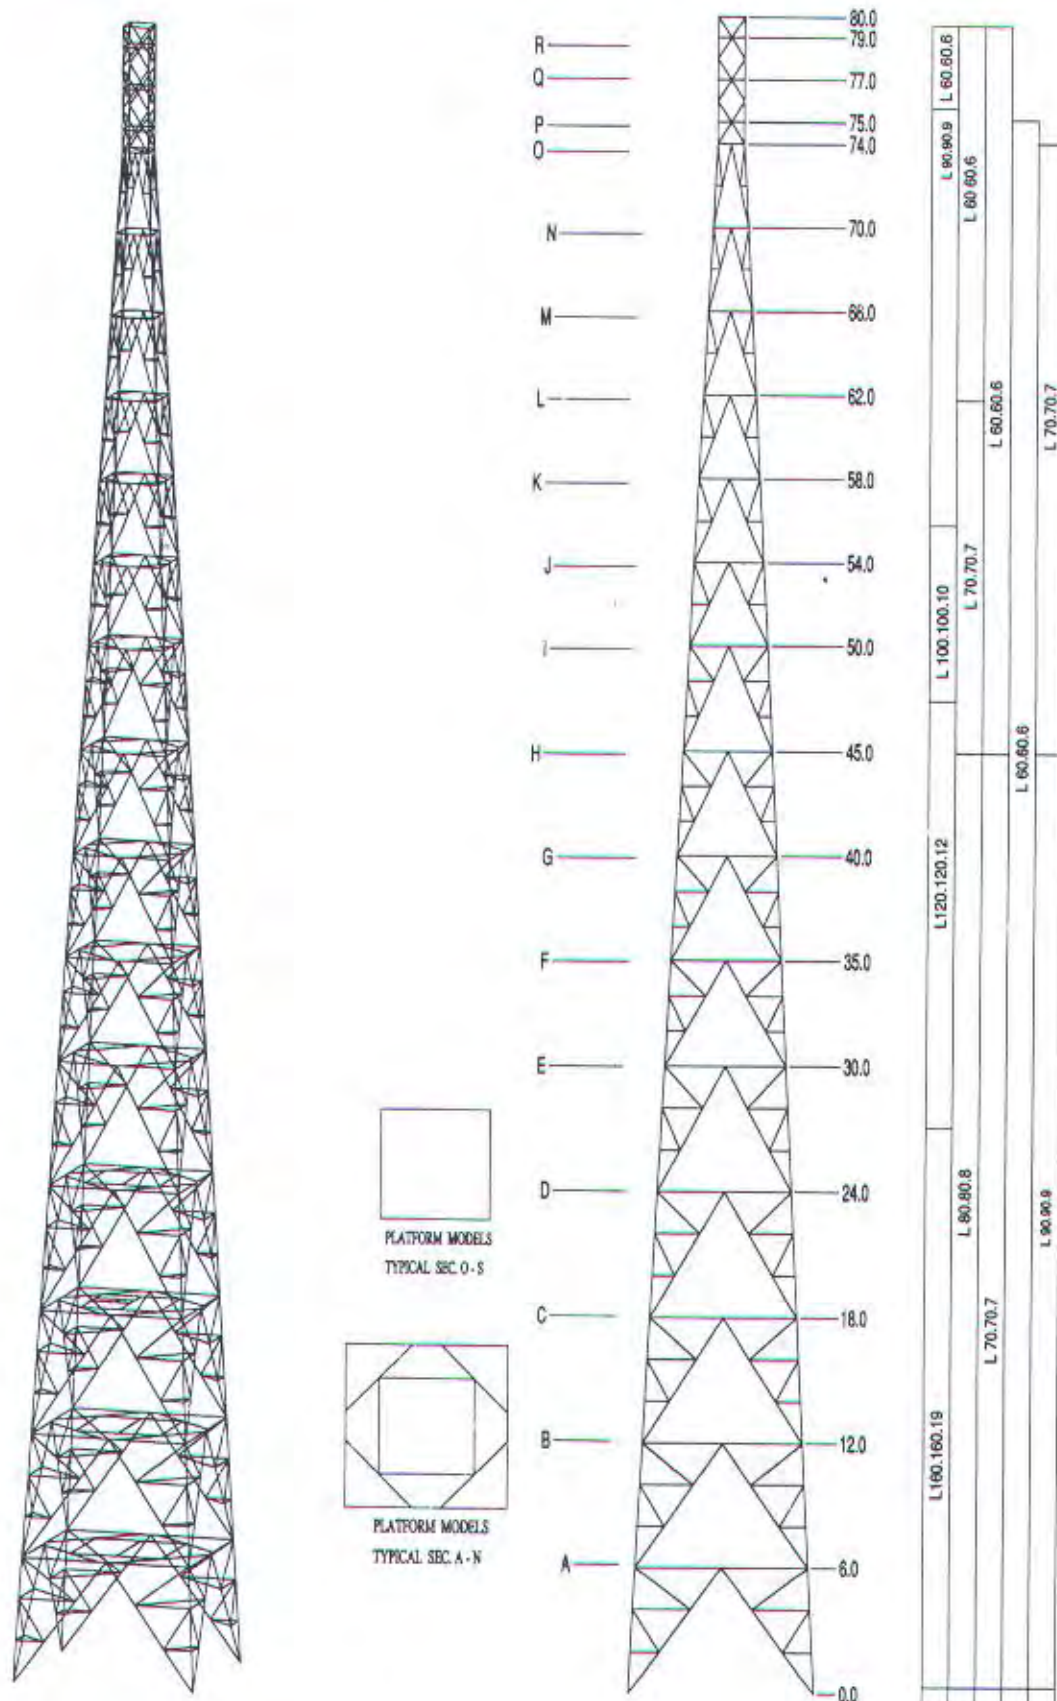 80.0
R
79.0
Q
77.0
P
75.0
O
74.0
N
70.0
M
66.0
L
62.0
K
58.0
J
54.0
I
50.0
H
45.0
G
40.0
F
35.0
E
30.0
D
24.0
C
18.0
B
12.0
A
6.0
0.0
PLATFORM MODELS
TYPICAL SEC. O - S
PLATFORM MODELS
TYPICAL SEC. A - N
L 60.60.6
L 90.90.9
L 100.100.10
L120.120.12
L160.160.19
L 60 60.6
L 70.70.7
L 80.80.8
L 60.60.6
L 70.70.7
L 60.60.6
L 70.70.7
L 90.90.9